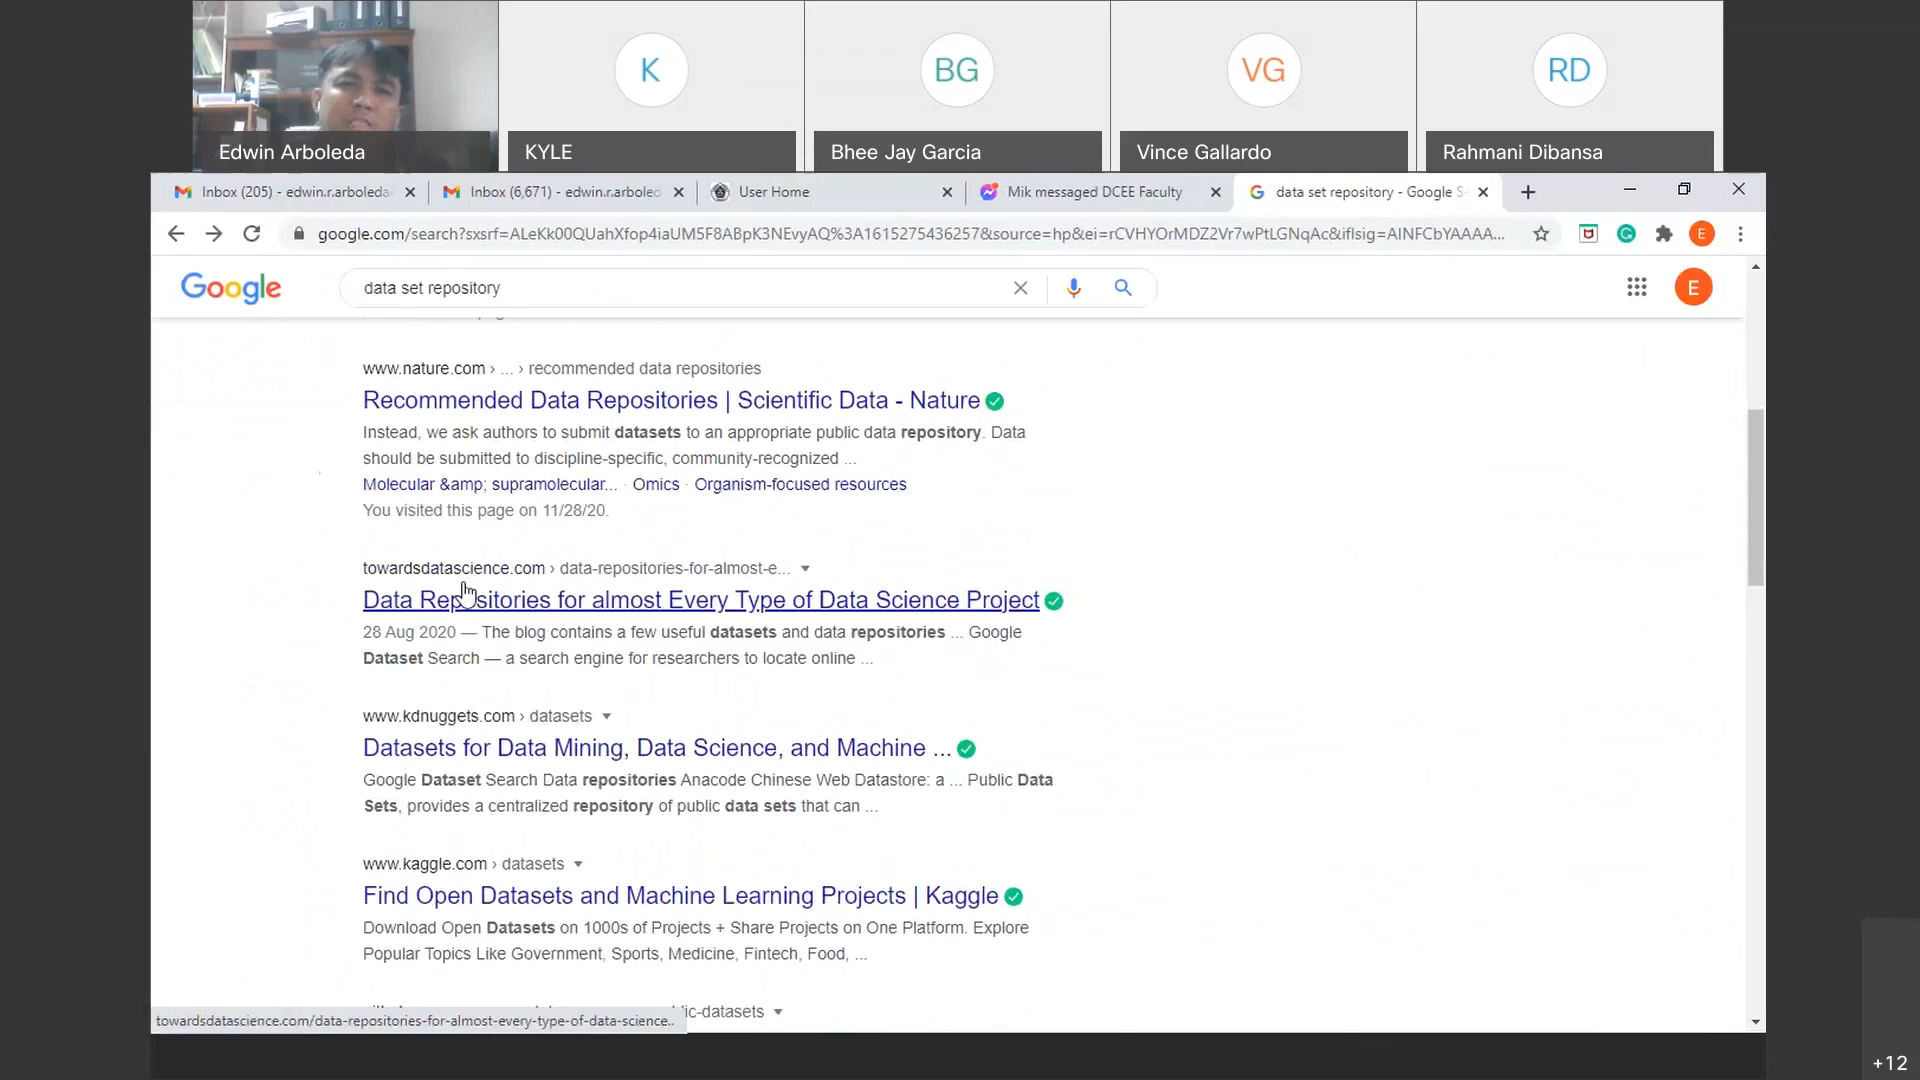 K
BG
VG
RD
Edwin Arboleda
KYLE
Bhee Jay Garcia
Vince Gallardo
Rahmani Dibansa
Inbox (205) - edwin.r.arboleda
Inbox (6,671) - edwin.r.arboled
User Home
Mik messaged DCEE Faculty
data set repository - Google S
google.com/search?sxsrf=ALeKk00QUahXfop4iaUM5F8ABpK3NEvyAQ%3A1615275436257&source=hp&ei=rCVHYOrMDZ2Vr7wPtLGNqAc&iflsig=AINFCbYAAAA...
E
Google
data set repository
E
www.nature.com › ... › recommended data repositories
Recommended Data Repositories | Scientific Data - Nature
Instead, we ask authors to submit datasets to an appropriate public data repository. Data
should be submitted to discipline-specific, community-recognized ...
Molecular &amp; supramolecular... · Omics · Organism-focused resources
You visited this page on 11/28/20.
towardsdatascience.com › data-repositories-for-almost-e...
Data Repositories for almost Every Type of Data Science Project
28 Aug 2020 — The blog contains a few useful datasets and data repositories ... Google
Dataset Search — a search engine for researchers to locate online ...
www.kdnuggets.com › datasets
Datasets for Data Mining, Data Science, and Machine ...
Google Dataset Search Data repositories Anacode Chinese Web Datastore: a ... Public Data
Sets, provides a centralized repository of public data sets that can ...
www.kaggle.com › datasets
Find Open Datasets and Machine Learning Projects | Kaggle
Download Open Datasets on 1000s of Projects + Share Projects on One Platform. Explore
Popular Topics Like Government, Sports, Medicine, Fintech, Food, ...
ic-datasets
towardsdatascience.com/data-repositories-for-almost-every-type-of-data-science..
+12